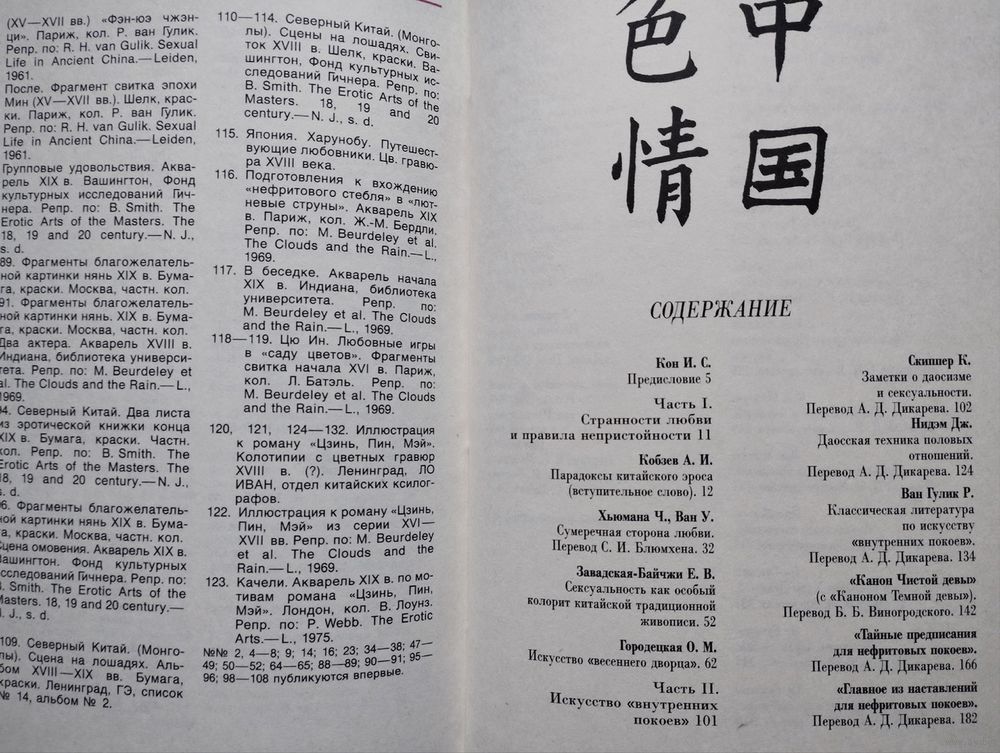 (XV—XVII вв.) «Фэн-юэ чжэн-
ци». Париж, кол. Р. ван Гулик.
Репр. по: R. H. van Gulik. Sexual
Life in Ancient China.—Leiden,
1961.
После. Фрагмент свитка эпохи
Мин (XV—XVII вв.). Шелк, крас-
ки. Париж, кол. Р. ван Гулик.
Репр. по: R. H. van Gulik. Sexual
Life in Ancient China.—Leiden,
1961.
Групповые удовольствия. Аква-
рель XIX в. Вашингтон, Фонд
культурных исследований Гич-
нера. Репр. по: B. Smith. The
Erotic Arts of the Masters. The
18, 19 and 20 century.—N. J.,
s. d.
89. Фрагменты благожелатель-
ной картинки нянь XIX в. Бума-
га, краски. Москва, частн. кол.
91. Фрагменты благожелатель-
ной картинки нянь. XIX в. Бума-
га, краски. Москва, частн. кол.
Два актера. Акварель XVIII в.
Индиана, библиотека универси-
тета. Репр. по: M. Beurdeley et
al. The Clouds and the Rain.—L.,
1969.
94. Северный Китай. Два листа
из эротической книжки конца
XIX в. Бумага, краски. Частн.
кол. Репр. по: B. Smith. The
Erotic Arts of the Masters. The
18, 19 and 20 century.—N. J.,
s. d.
96. Фрагменты благожелатель-
ной картинки нянь XIX в. Бума-
га, краски. Москва, частн. кол.
Сцена омовения. Акварель XIX в.
Вашингтон. Фонд культурных
исследований Гичнера. Репр. по:
B. Smith. The Erotic Arts of the
Masters. 18, 19 and 20 century.—
N. J., s. d.
109. Северный Китай. (Монго-
лы). Сцена на лошадях. Аль-
бом XVIII—XIX вв. Бумага,
краски. Ленинград, ГЭ, список
№ 14, альбом № 2.
110—114. Северный Китай. (Монго-
лы). Сцены на лошадях. Сви-
ток XVIII в. Шелк, краски. Ва-
шингтон, Фонд культурных ис-
следований Гичнера. Репр. по:
B. Smith. The Erotic Arts of the
Masters. 18, 19 and 20
century.—N. J., s. d.
115. Япония. Харунобу. Путешест-
вующие любовники. Цв. гравю-
ра XVIII века.
116. Подготовления к вхождению
«нефритового стебля» в «лют-
невые струны». Акварель XIX
в. Париж, кол. Ж.-М. Бердли.
Репр. по: M. Beurdeley et al.
The Clouds and the Rain.—L.,
1969.
117. В беседке. Акварель начала
XIX в. Индиана, библиотека
университета. Репр. по:
M. Beurdeley et al. The Clouds
and the Rain.—L., 1969.
118—119. Цю Ин. Любовные игры
в "саду цветов". Фрагменты
свитка начала XVI в. Париж,
кол. Л. Батэль. Репр. по:
M. Beurdeley et al. The Clouds
and the Rain.—L., 1969.
120, 121, 124—132. Иллюстрация
к роману «Цзинь, Пин, Мэй».
Колотипии с цветных гравюр
XVIII в. (?). Ленинград, ЛО
ИВАН, отдел китайских ксилог-
рафов.
122. Иллюстрация к роману «Цзинь,
Пин, Мэй» из серии XVI—
XVII вв. Репр. по: M. Beurdeley
et al. The Clouds and the
Rain.—L., 1969.
123. Качели. Акварель XIX в. по мо-
тивам романа «Цзинь, Пин,
Мэй». Лондон, кол. В. Лоунз.
Репр. по: P. Webb. The Erotic
Arts.—L., 1975.
№№ 2, 4—8; 9; 14; 16; 23; 34—38; 47—
49; 50—52; 64—65; 88—89; 90—91; 95—
96; 98—108 публикуются впервые.
中国
色情
СОДЕРЖАНИЕ
Кон И. С.
Предисловие 5
Часть I.
Странности любви
и правила непристойности 11
Кобзев А. И.
Парадоксы китайского эроса
(вступительное слово). 12
Хьюмана Ч., Ван У.
Сумеречная сторона любви.
Перевод С. И. Блюмхена. 32
Завадская-Байчжи Е. В.
Сексуальность как особый
колорит китайской традиционной
живописи. 52
Городецкая О. М.
Искусство «весеннего дворца». 62
Часть II.
Искусство «внутренних
покоев» 101
Скиппер К.
Заметки о даосизме
и сексуальности.
Перевод А. Д. Дикарева. 102
Нидэм Дж.
Даосская техника половых
отношений.
Перевод А. Д. Дикарева. 124
Ван Гулик Р.
Классическая литература
по искусству
«внутренних покоев».
Перевод А. Д. Дикарева. 134
«Канон Чистой девы»
(с «Каноном Темной девы»).
Перевод Б. Б. Виногродского. 142
«Тайные предписания
для нефритовых покоев».
Перевод А. Д. Дикарева. 166
«Главное из наставлений
для нефритовых покоев».
Перевод А. Д. Дикарева. 182